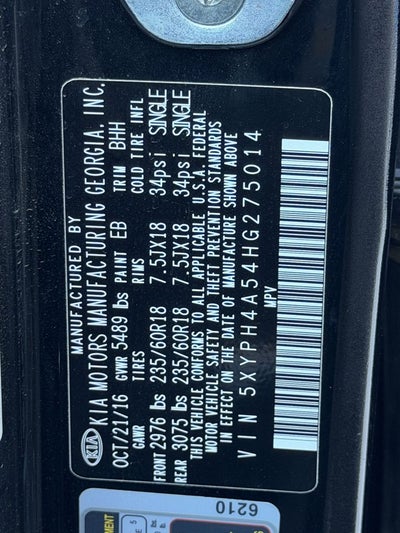 MANUFACTURED BY
KIA KIA MOTORS MANUFACTURING GEORGIA, INC.
OCT/21/16 GVWR 5489 lbs PAINT EB TRIM BHH
GAWR TIRES RIMS COLD TIRE INFL
FRONT 2976 lbs 235/60R18 7.5JX18 34psi SINGLE
REAR 3075 lbs 235/60R18 7.5JX18 34psi SINGLE
THIS VEHICLE CONFORMS TO ALL APPLICABLE U.S.A. FEDERAL
MOTOR VEHICLE SAFETY AND THEFT PREVENTION STANDARDS
IN EFFECT ON THE DATE OF MANUFACTURE SHOWN ABOVE
VIN 5XYPH4A54HG275014
MPV
6210